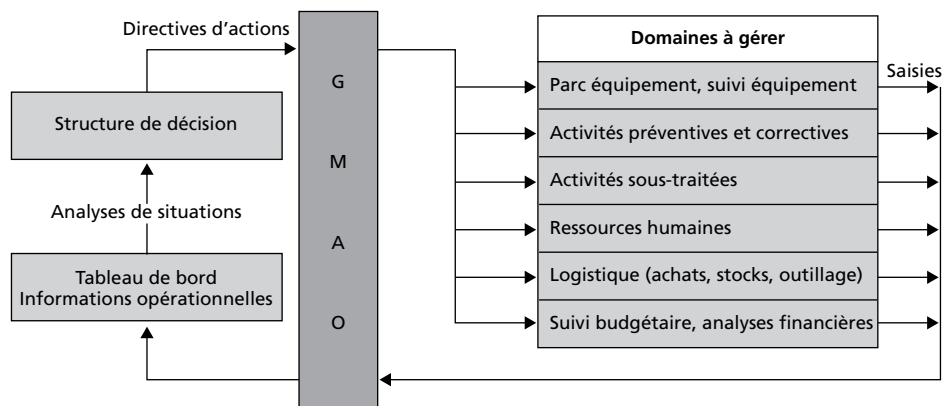 Directives d'actions
Structure de décision
Analyses de situations
Tableau de bord
Informations opérationnelles
G
M
A
O
Domaines à gérer
Parc équipement, suivi équipement
Activités préventives et correctives
Activités sous-traitées
Ressources humaines
Logistique (achats, stocks, outillage)
Suivi budgétaire, analyses financières
Saisies